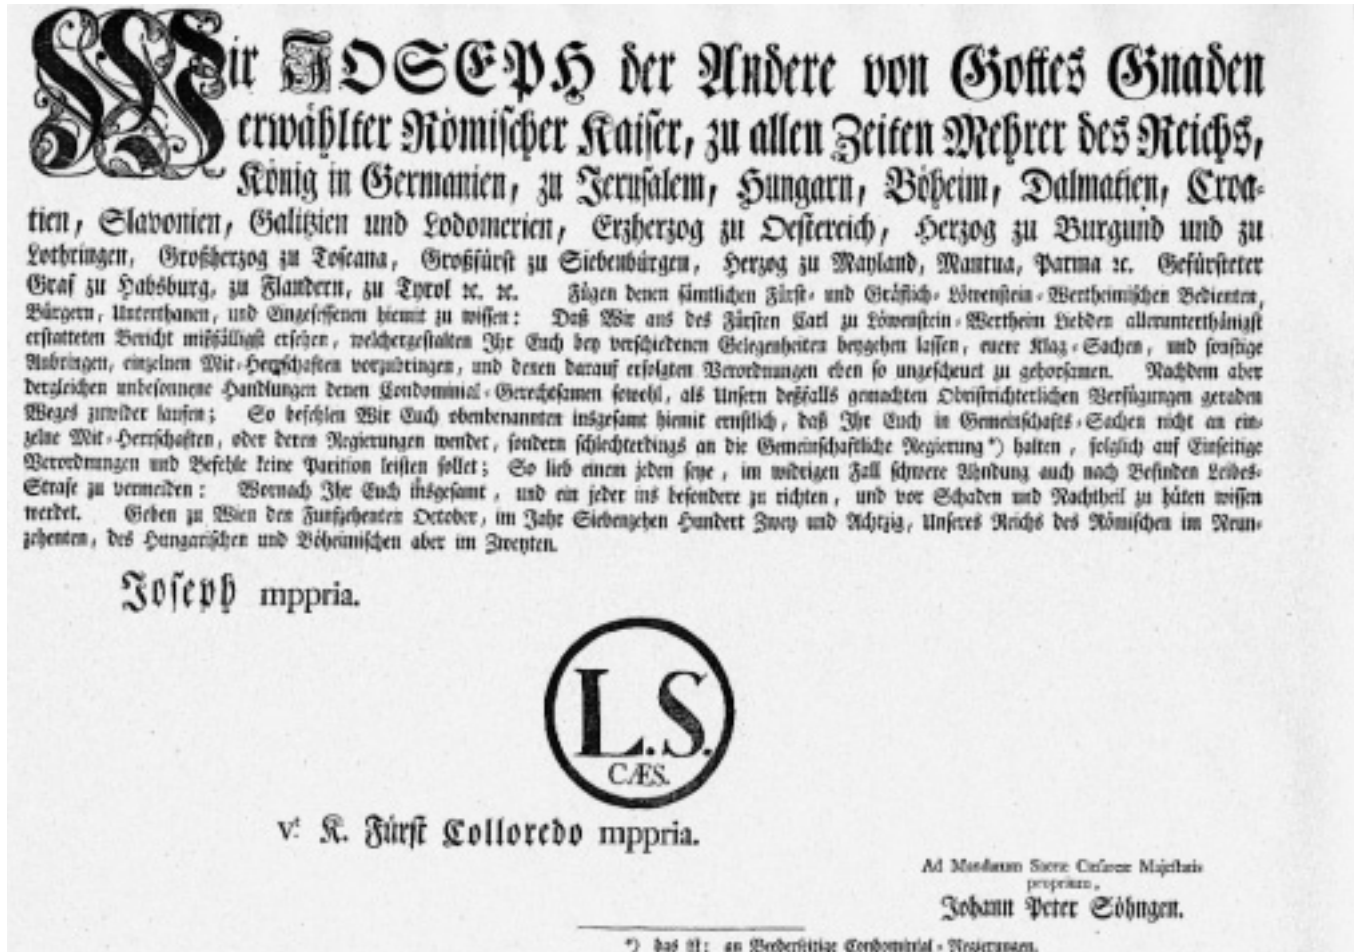 Wir JOSEPH der Andere von Gottes Gnaden
erwählter Römischer Kaiser, zu allen Zeiten Mehrer des Reichs,
König in Germanien, zu Jerusalem, Hungarn, Böheim, Dalmatien, Croa-
tien, Slavonien, Galitzien und Lodomerien, Erzherzog zu Oesterreich, Herzog zu Burgund und zu
Lothringen, Großherzog zu Toscana, Großfürst zu Siebenbürgen, Herzog zu Mayland, Mantua, Parma ꝛc. Gefürsteter
Graf zu Habsburg, zu Flandern, zu Tyrol ꝛc. ꝛc. Fügen denen sämtlichen Fürst- und Gräflich-Löwenstein-Wertheimischen Bedienten,
Bürgern, Unterthanen, und Eingesessenen hiemit zu wissen: Daß Wir aus des Fürsten Carl zu Löwenstein-Wertheim Liebden allerunterthänigst
erstatteten Bericht mißfälligst ersehen, welchergestalten Ihr Euch bey verschiedenen Gelegenheiten beygehen lassen, euere Klag-Sachen, und sonstige
Anbringen, einzelnen Mit-Herrschaften vorzubringen, und denen darauf erfolgten Verordnungen eben so ungescheuet zu gehorsamen. Nachdem aber
dergleichen unbesonnene Handlungen denen Condominial-Gerechtsamen sowohl, als Unsern deßfalls gemachten Obristrichterlichen Verfügungen geraden
Weges zuwider laufen; So befehlen Wir Euch obenbenannten insgesamt hiemit ernstlich, daß Ihr Euch in Gemeinschafts-Sachen nicht an ein-
zelne Mit-Herrschaften, oder deren Regierungen wendet, sondern schlechterdings an die Gemeinschaftliche Regierung*) halten, folglich auf Einseitige
Verordnungen und Befehle keine Parition leisten sollet; So lieb einem jeden seye, im widrigen Fall schwere Ahndung auch nach Befinden Leibes-
Strafe zu vermeiden: Wornach Ihr Euch insgesamt, und ein jeder ins besondere zu richten, und vor Schaden und Nachtheil zu hüten wissen
werdet. Geben zu Wien den Funfzehenten October, im Jahr Siebenzehen Hundert Zwey und Achtzig, Unseres Reichs des Römischen im Neun-
zehenten, des Hungarischen und Böheimischen aber im Zweyten.
Joseph mppria.
L.S.
CÆS.
vt. K. Fürst Colloredo mppria.
Ad Mandatum Sacræ Cæsareæ Majestatis
proprium,
Johann Peter Söhngen.
*) das ist: an Beyderseitige Condominial-Regierungen.